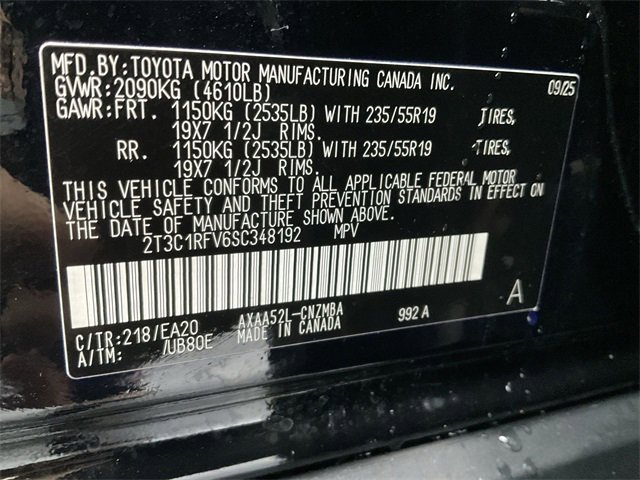 MFD.BY:TOYOTA MOTOR MANUFACTURING CANADA INC. 09/25
GVWR:2090KG (4610LB)
GAWR:FRT. 1150KG (2535LB) WITH 235/55R19 TIRES,
19X7 1/2J RIMS.
RR. 1150KG (2535LB) WITH 235/55R19 TIRES,
19X7 1/2J RIMS.
THIS VEHICLE CONFORMS TO ALL APPLICABLE FEDERAL MOTOR
VEHICLE SAFETY AND THEFT PREVENTION STANDARDS IN EFFECT ON
THE DATE OF MANUFACTURE SHOWN ABOVE.
2T3C1RFV6SC348192 MPV
A
C/TR:218/EA20 AXAA52L-CNZMBA 992 A
A/TM: /UB80E MADE IN CANADA